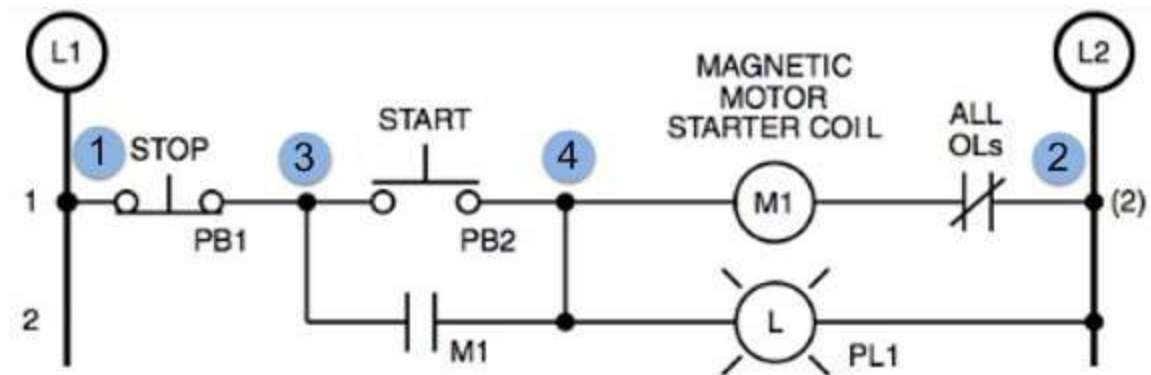 L1
L2
MAGNETIC
MOTOR
STARTER COIL
ALL
OLs
START
1 STOP
3
4
2
1
M1
(2)
PB1
PB2
2
L
M1
PL1